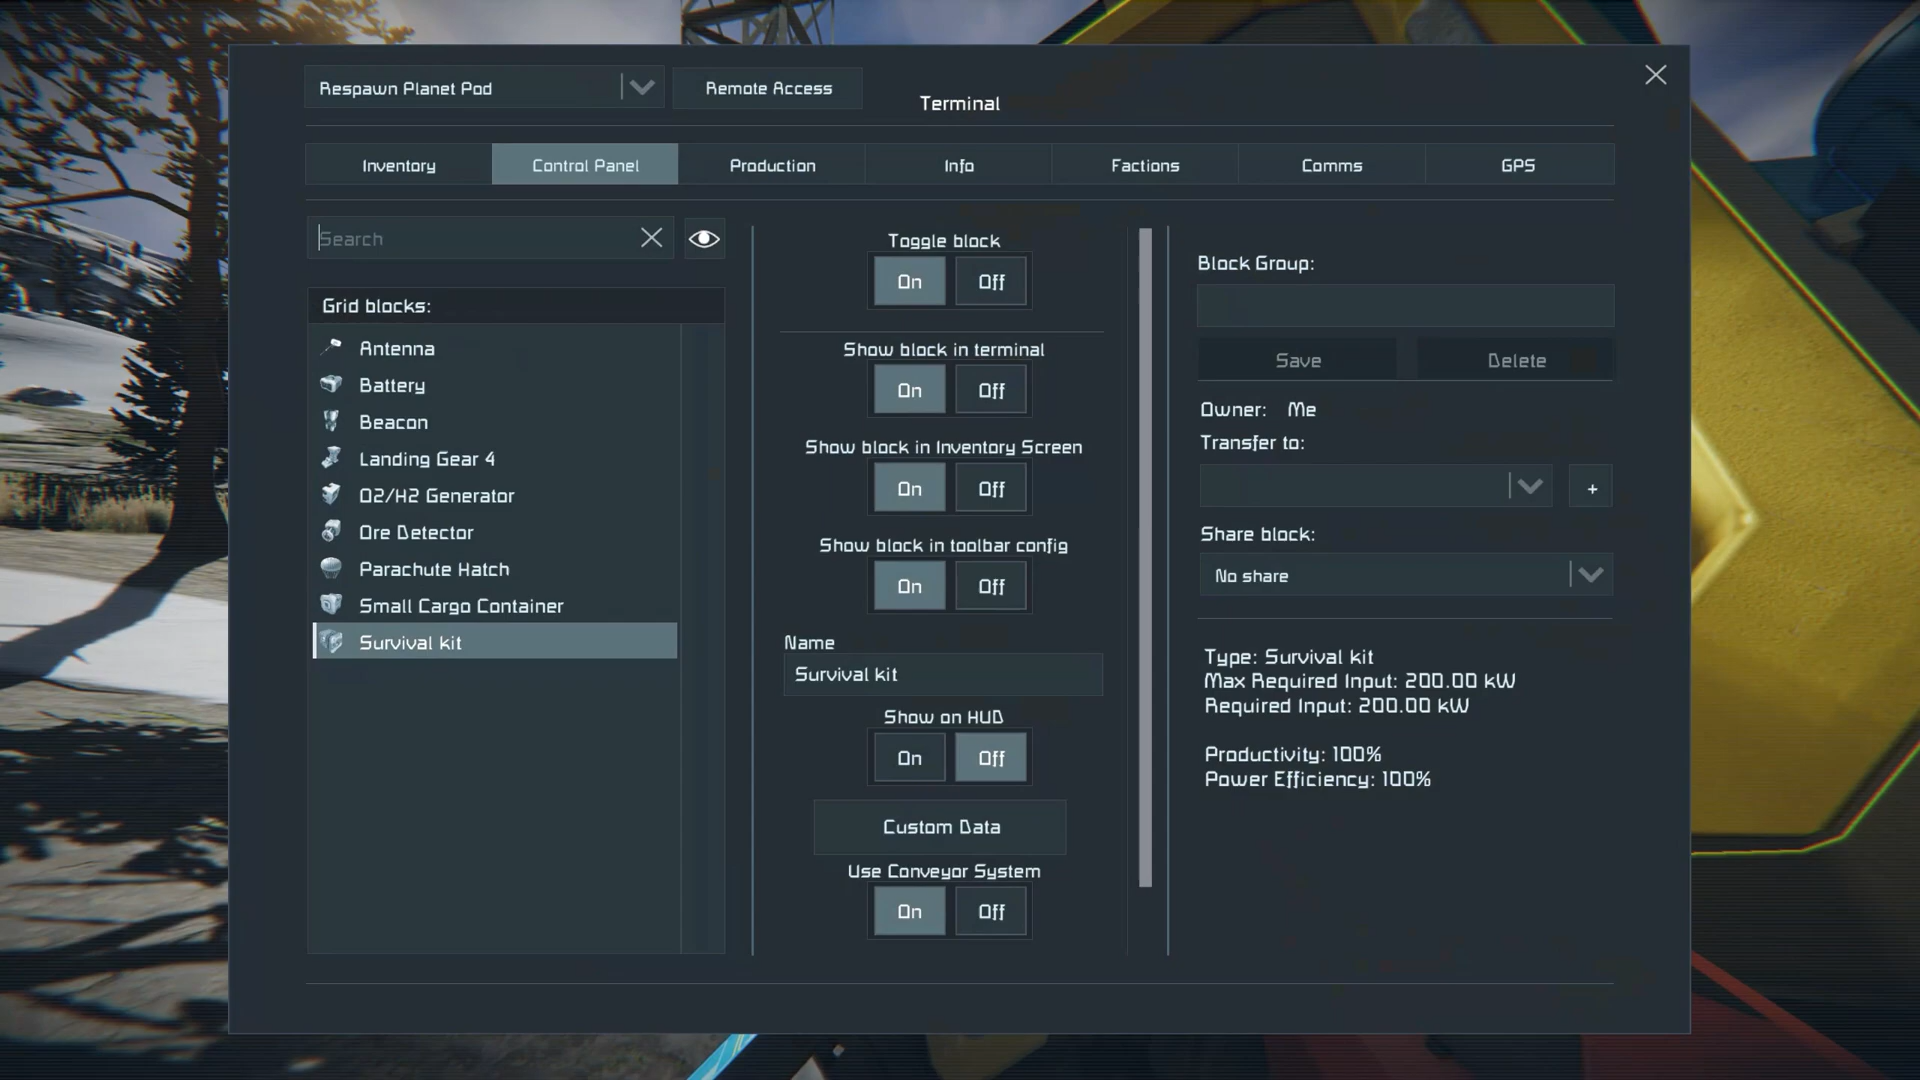 Respawn Planet Pod
Remote Access
Terminal
Inventory
Control Panel
Production
Info
Factions
Comms
GPS
Search
Grid blocks:
Antenna
Battery
Beacon
Landing Gear 4
O2/H2 Generator
Ore Detector
Parachute Hatch
Small Cargo Container
Survival kit
Toggle block
On Off
Show block in terminal
On Off
Show block in Inventory Screen
On Off
Show block in toolbar config
On Off
Name
Survival kit
Show on HUD
On Off
Custom Data
Use Conveyor System
On Off
Block Group:
Save Delete
Owner: Me
Transfer to:
+
Share block:
No share
Type: Survival kit
Max Required Input: 200.00 kW
Required Input: 200.00 kW
Productivity: 100%
Power Efficiency: 100%